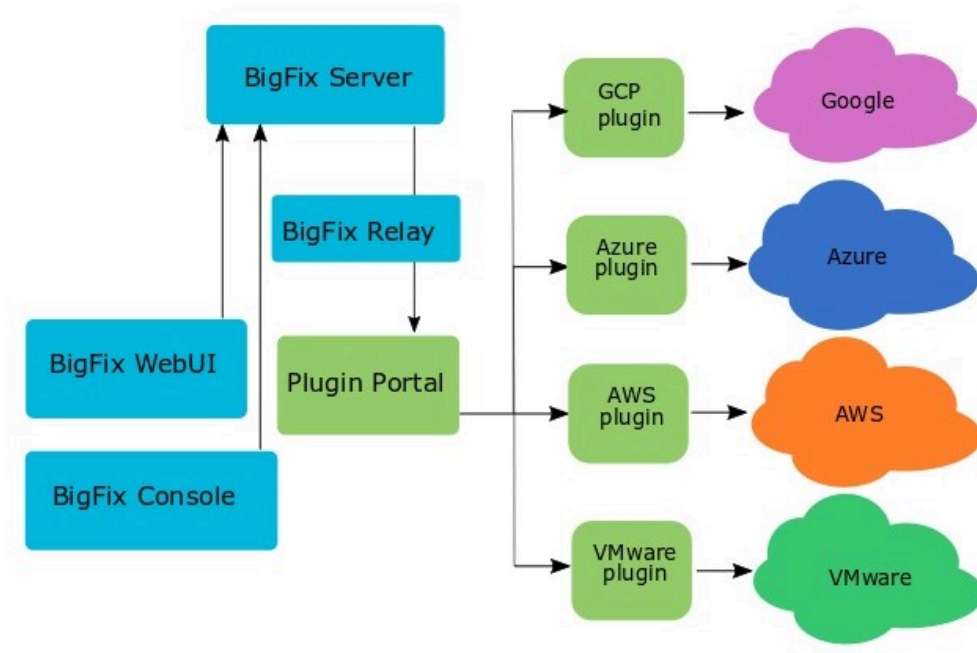 BigFix Server
BigFix Relay
BigFix WebUI
BigFix Console
Plugin Portal
GCP
plugin
Google
Azure
plugin
Azure
AWS
plugin
AWS
VMware
plugin
VMware